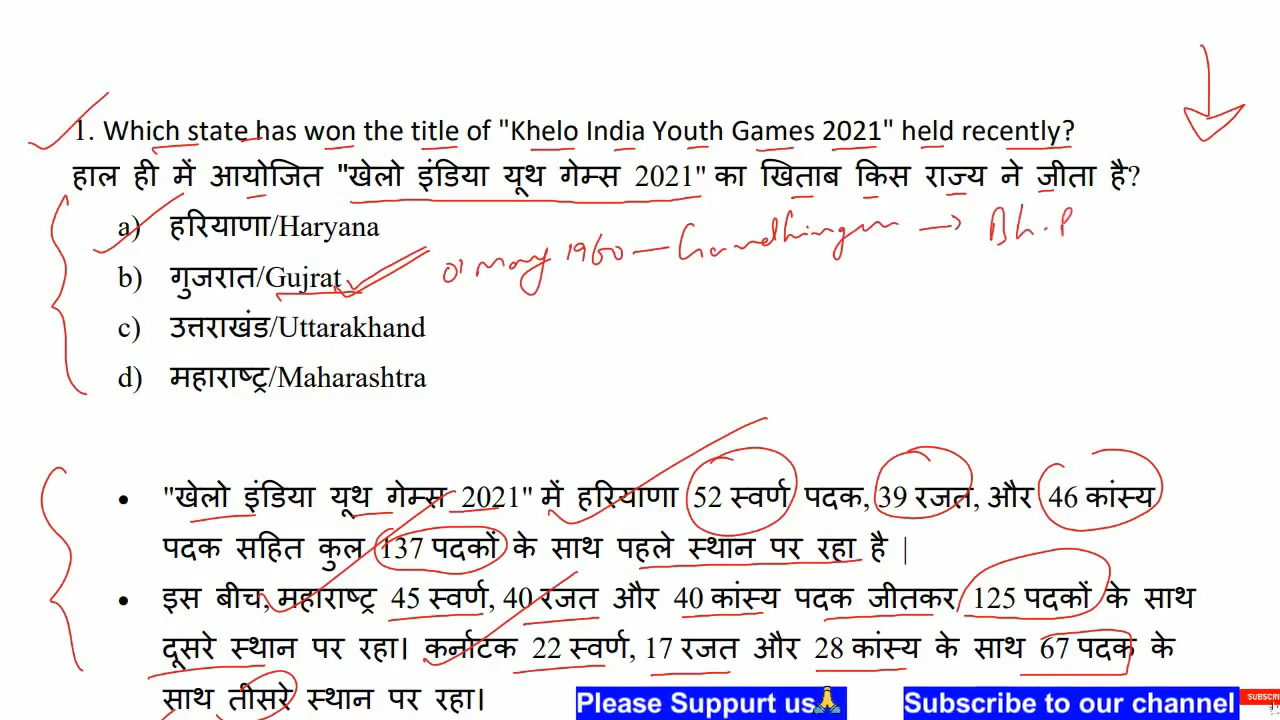 1. Which state has won the title of "Khelo India Youth Games 2021" held recently?
हाल ही में आयोजित "खेलो इंडिया यूथ गेम्स 2021" का खिताब किस राज्य ने जीता है?
a) हरियाणा/Haryana
b) गुजरात/Gujrat
01 May 1960 — Gandhinagar → Bh. P
c) उत्तराखंड/Uttarakhand
d) महाराष्ट्र/Maharashtra
• "खेलो इंडिया यूथ गेम्स 2021" में हरियाणा 52 स्वर्ण पदक, 39 रजत, और 46 कांस्य
पदक सहित कुल 137 पदकों के साथ पहले स्थान पर रहा है |
• इस बीच, महाराष्ट्र 45 स्वर्ण, 40 रजत और 40 कांस्य पदक जीतकर 125 पदकों के साथ
दूसरे स्थान पर रहा। कर्नाटक 22 स्वर्ण, 17 रजत और 28 कांस्य के साथ 67 पदक के
साथ तीसरे स्थान पर रहा।
Please Suppurt us🙏
Subscribe to our channel